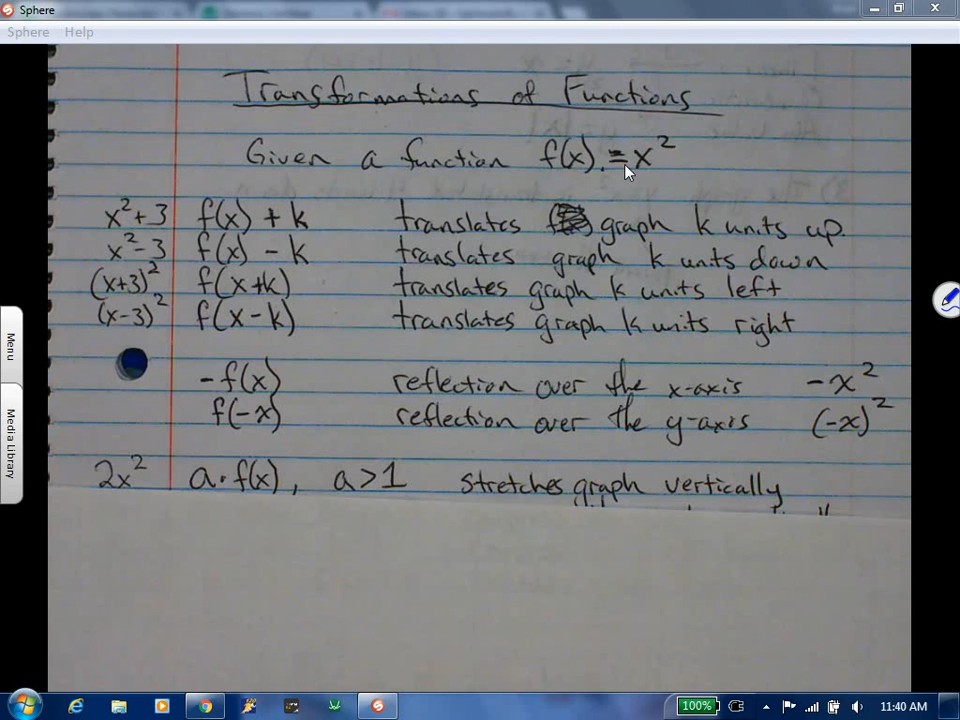 Sphere
Sphere Help
Transformations of Functions
Given a function f(x) = x²
x²+3 f(x) + k translates graph k units up.
x²-3 f(x) - k translates graph k units down
(x+3)² f(x+k) translates graph k units left
(x-3)² f(x-k) translates graph k units right
-f(x) reflection over the x-axis -x²
f(-x) reflection over the y-axis (-x)²
2x² a·f(x), a>1 stretches graph vertically
Menu
Media Library
100% 11:40 AM